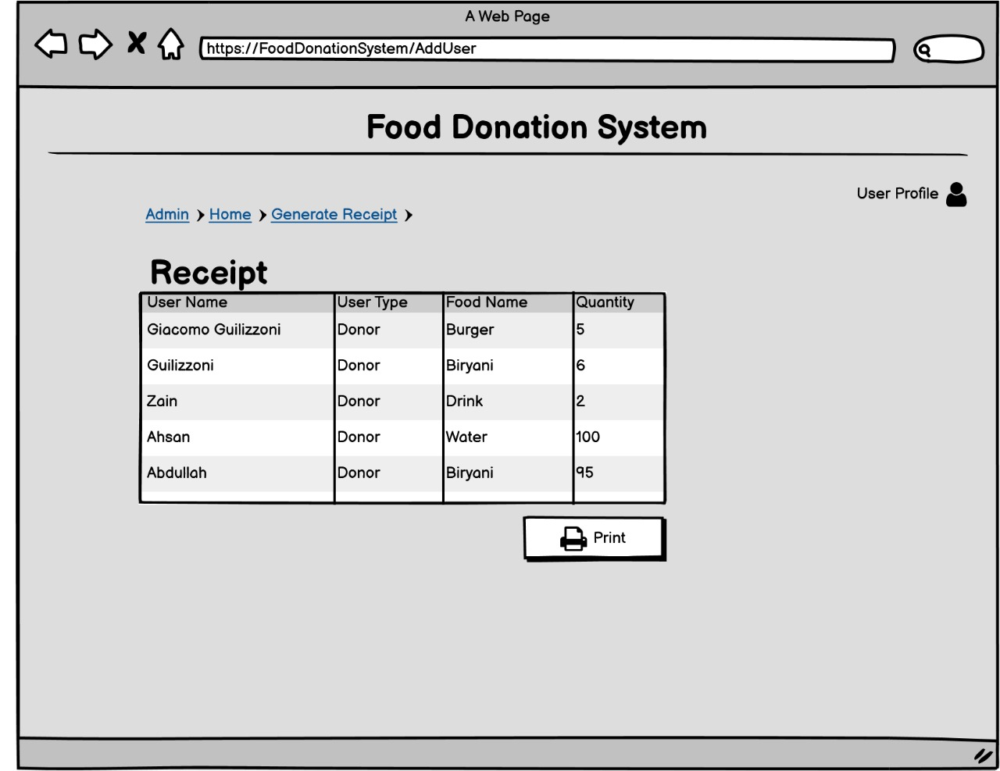 A Web Page
https://FoodDonationSystem/AddUser
Food Donation System
User Profile
Admin Home Generate Receipt
Receipt
User Name User Type Food Name Quantity
Giacomo Guilizzoni Donor Burger 5
Guilizzoni Donor Biryani 6
Zain Donor Drink 2
Ahsan Donor Water 100
Abdullah Donor Biryani 95
Print